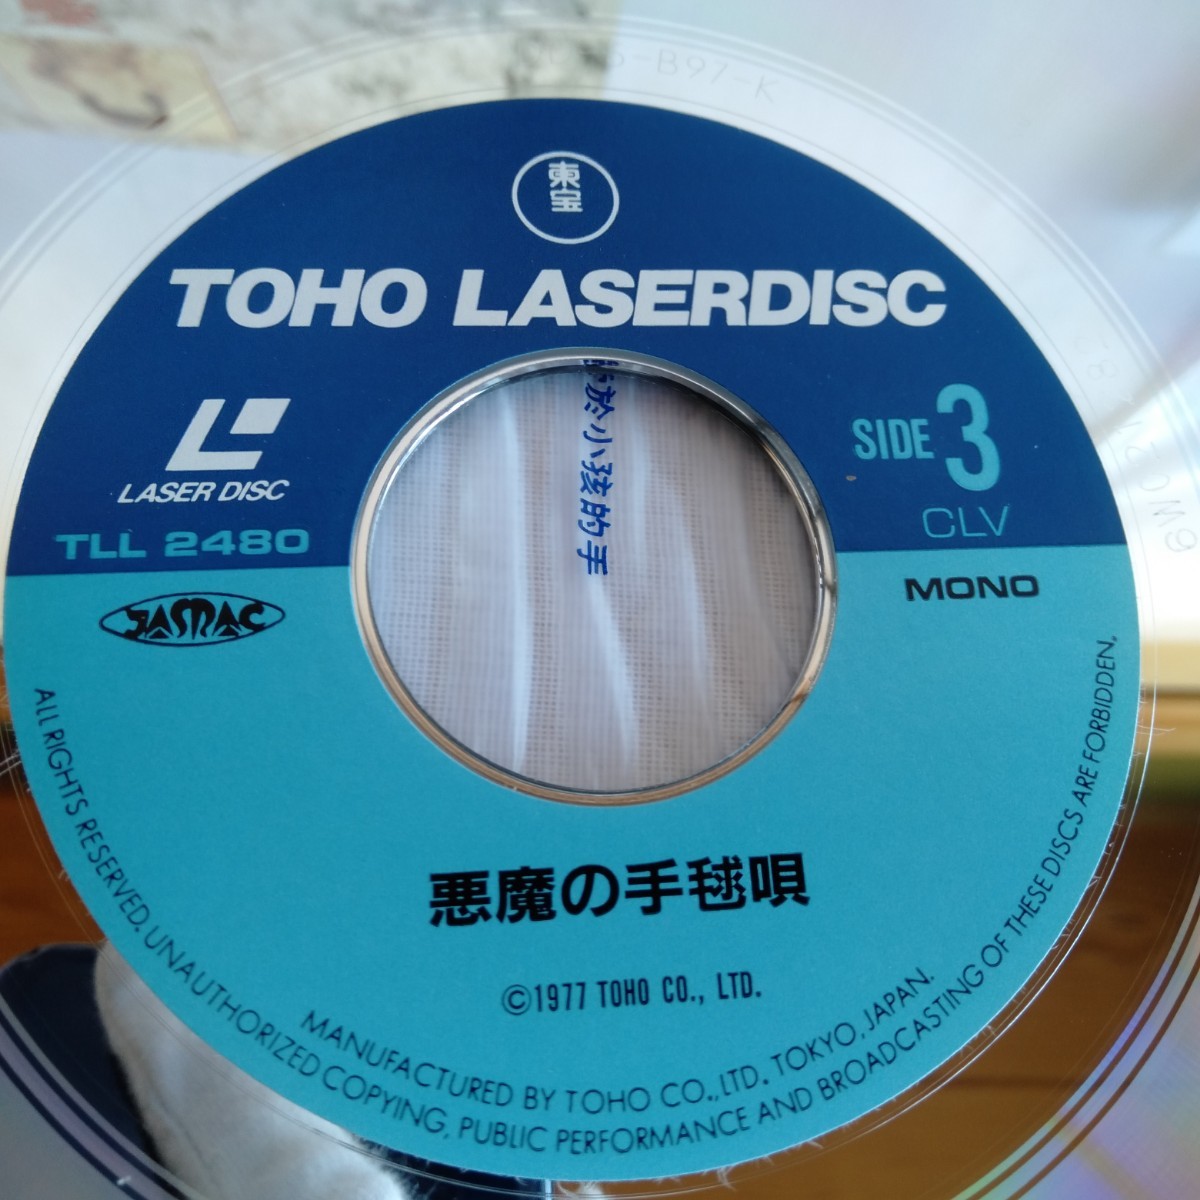 東宝
TOHO LASERDISC
LASER DISC
TLL 2480
SIDE 3
CLV
JASRAC
MONO
於小孩的手
悪魔の手毬唄
©1977 TOHO CO., LTD.
MANUFACTURED BY TOHO CO., LTD. TOKYO, JAPAN.
ALL RIGHTS RESERVED. UNAUTHORIZED COPYING, PUBLIC PERFORMANCE AND BROADCASTING OF THESE DISCS ARE FORBIDDEN.